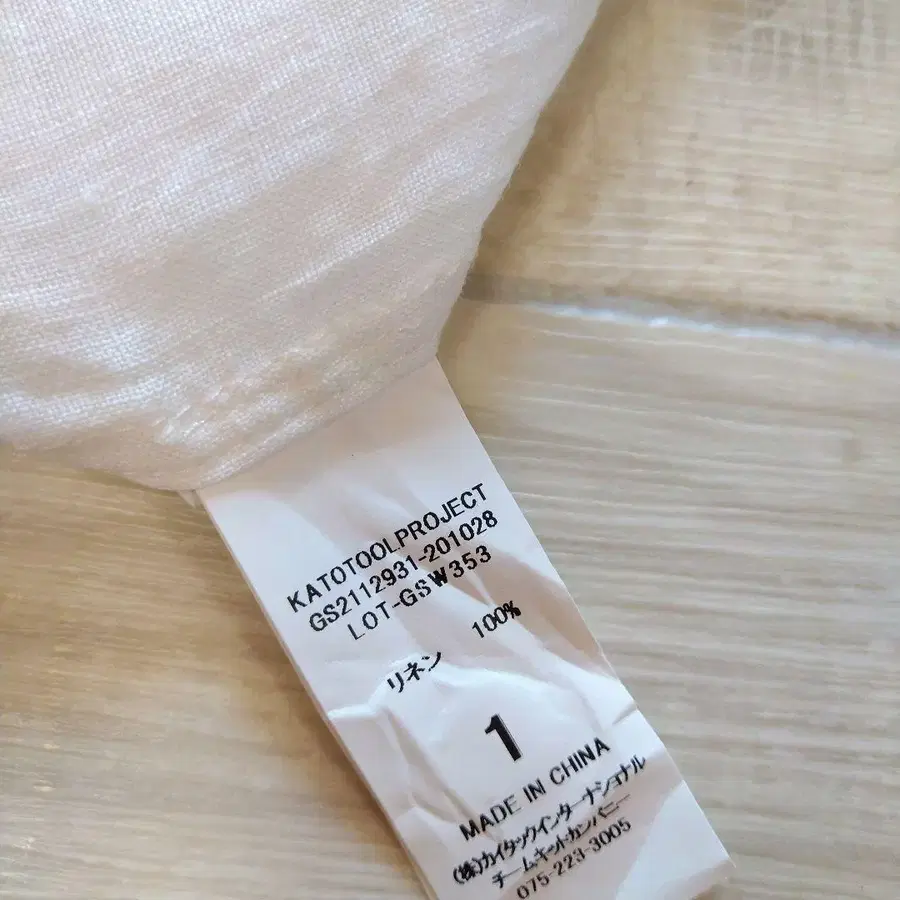 KATOTOOLPROJECT
GS2112931-201028
LOT-GSW353
リネン 100%
1
MADE IN CHINA
(株)カイタックインターナショナル
チームキットカンパニー
075-223-3005